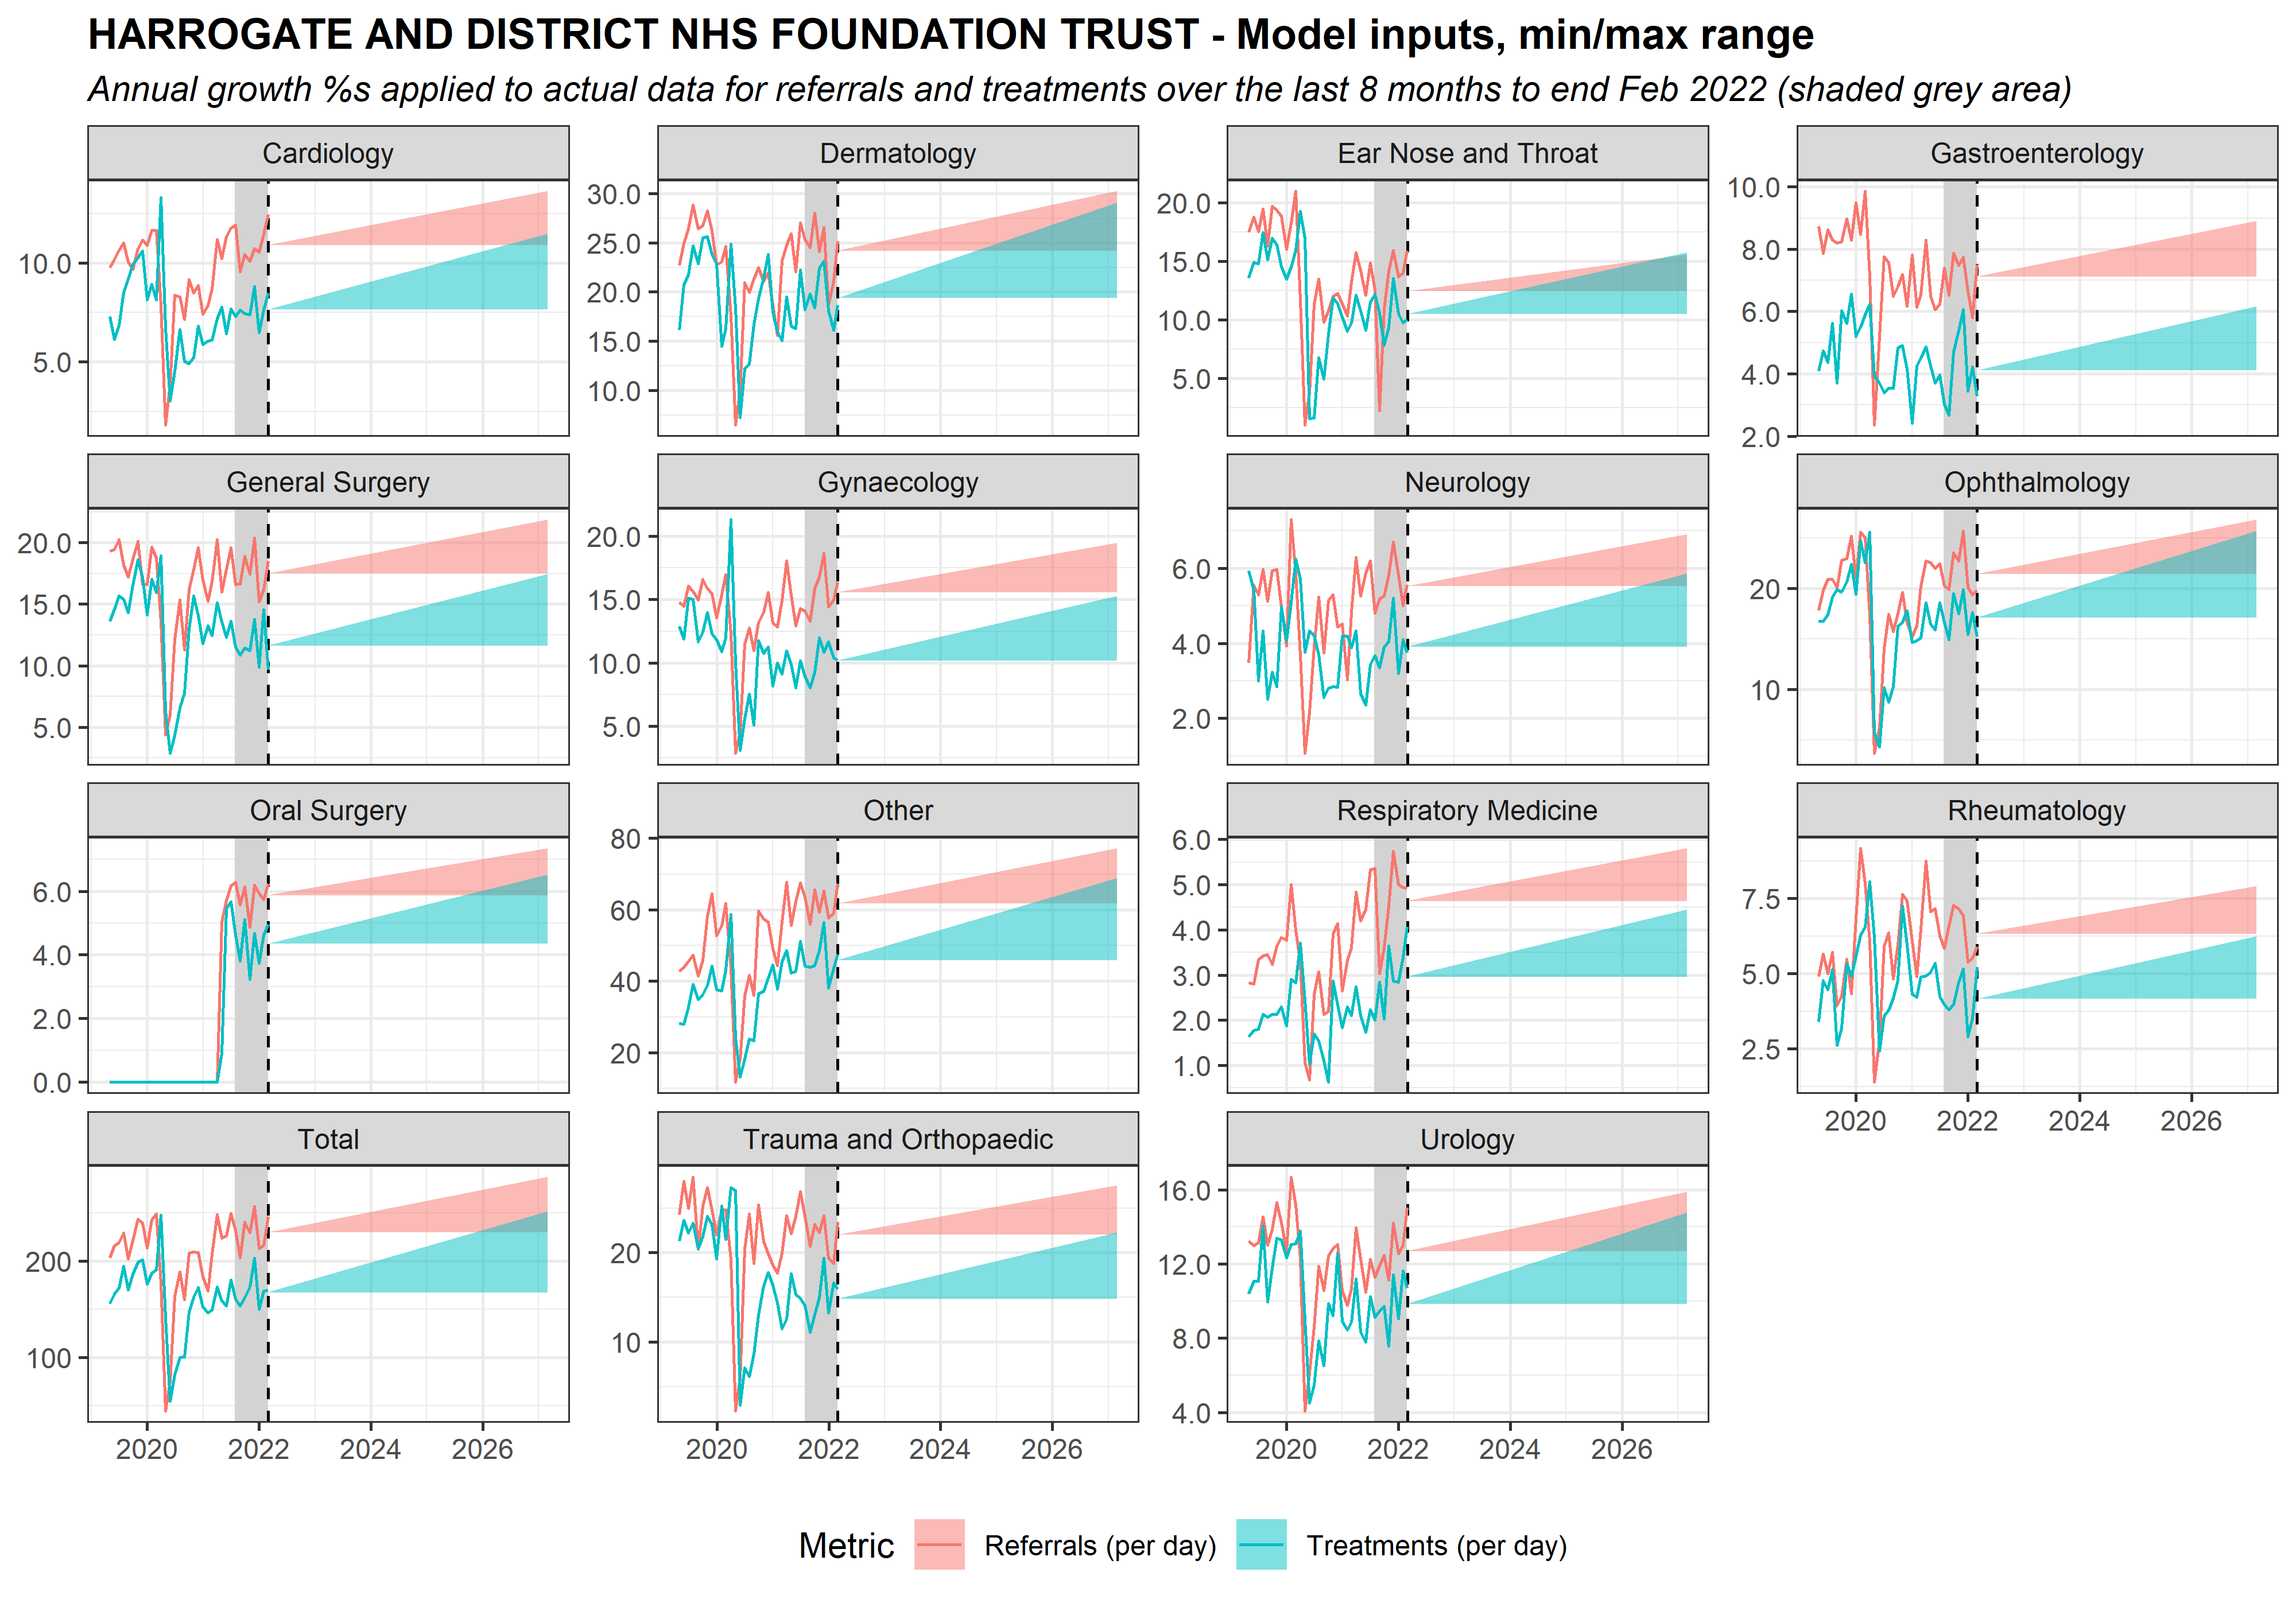 HARROGATE AND DISTRICT NHS FOUNDATION TRUST - Model inputs, min/max range
Annual growth %s applied to actual data for referrals and treatments over the last 8 months to end Feb 2022 (shaded grey area)
Cardiology
10.0
5.0
Dermatology
30.0
25.0
20.0
15.0
10.0
Ear Nose and Throat
20.0
15.0
10.0
5.0
Gastroenterology
10.0
8.0
6.0
4.0
2.0
General Surgery
20.0
15.0
10.0
5.0
Gynaecology
20.0
15.0
10.0
5.0
Neurology
6.0
4.0
2.0
Ophthalmology
20
10
Oral Surgery
6.0
4.0
2.0
0.0
Other
80
60
40
20
Respiratory Medicine
6.0
5.0
4.0
3.0
2.0
1.0
Rheumatology
7.5
5.0
2.5
2020 2022 2024 2026
Total
200
100
2020 2022 2024 2026
Trauma and Orthopaedic
20
10
2020 2022 2024 2026
Urology
16.0
12.0
8.0
4.0
2020 2022 2024 2026
Metric Referrals (per day) Treatments (per day)